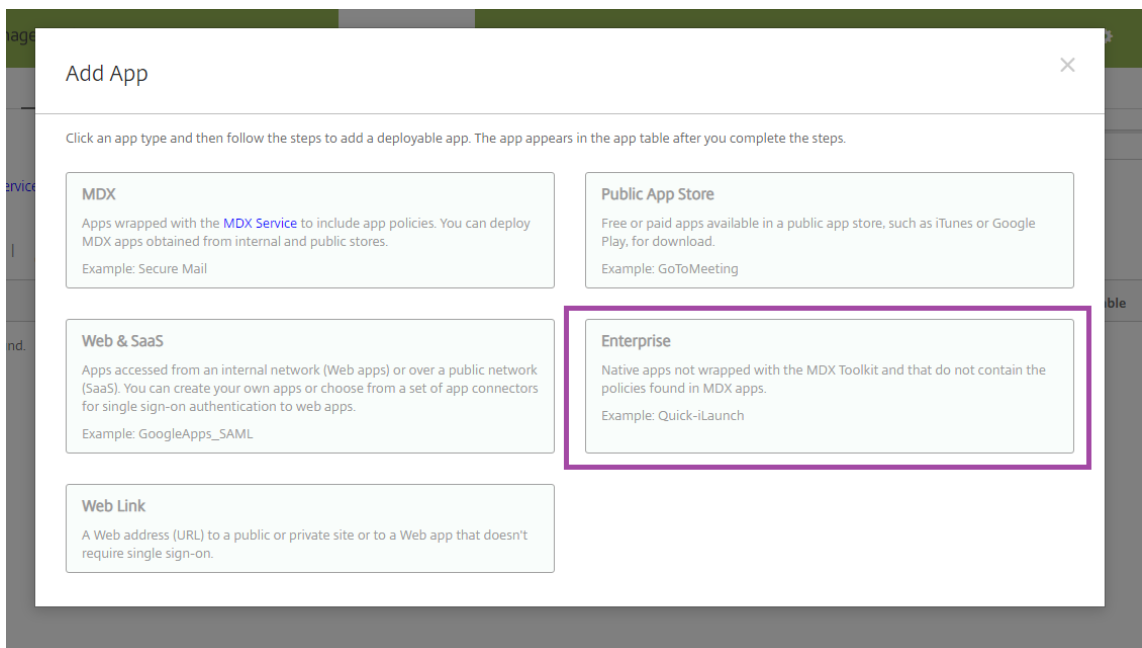 Add App
Click an app type and then follow the steps to add a deployable app. The app appears in the app table after you complete the steps.
MDX
Apps wrapped with the MDX Service to include app policies. You can deploy
MDX apps obtained from internal and public stores.
Example: Secure Mail
Public App Store
Free or paid apps available in a public app store, such as iTunes or Google
Play, for download.
Example: GoToMeeting
Web & SaaS
Apps accessed from an internal network (Web apps) or over a public network
(SaaS). You can create your own apps or choose from a set of app connectors
for single sign-on authentication to web apps.
Example: GoogleApps_SAML
Enterprise
Native apps not wrapped with the MDX Toolkit and that do not contain the
policies found in MDX apps.
Example: Quick-iLaunch
Web Link
A Web address (URL) to a public or private site or to a Web app that doesn't
require single sign-on.